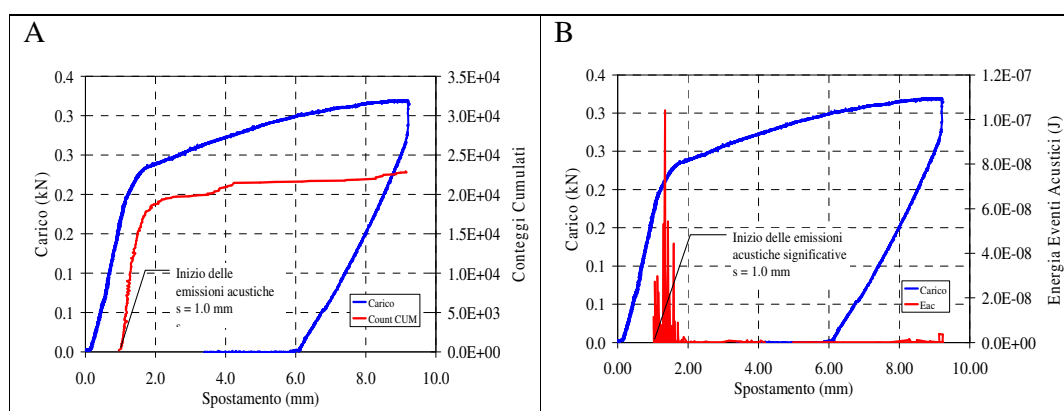 A
0.4
0.3
0.3
0.2
0.2
0.1
0.1
0.0
Carico (kN)
3.5E+04
3.0E+04
2.5E+04
2.0E+04
1.5E+04
1.0E+04
5.0E+03
0.0E+00
Conteggi Cumulati
Inizio delle
emissioni acustiche
s = 1.0 mm
Carico
Count CUM
0.0 2.0 4.0 6.0 8.0 10.0
Spostamento (mm)
B
0.4
0.3
0.3
0.2
0.2
0.1
0.1
0.0
Carico (kN)
1.2E-07
1.0E-07
8.0E-08
6.0E-08
4.0E-08
2.0E-08
0.0E+00
Energia Eventi Acustici (J)
Inizio delle emissioni
acustiche significative
s = 1.0 mm
Carico
Eac
0.00 2.00 4.00 6.00 8.00 10.00
Spostamento (mm)